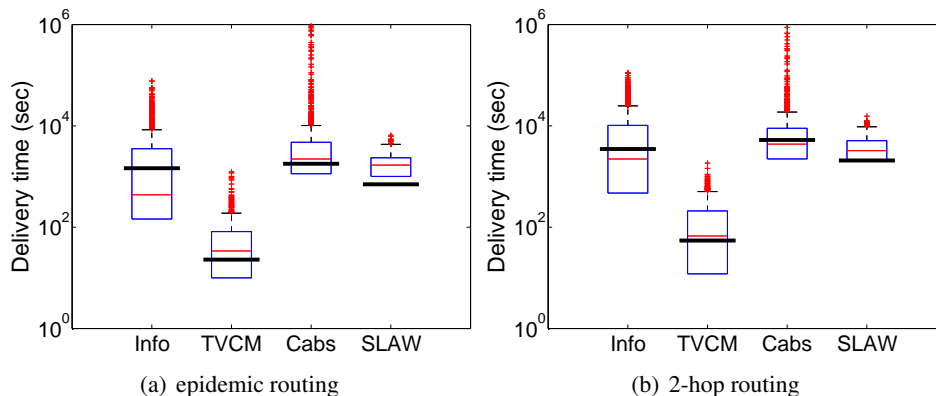 10^6
10^4
10^2
10^0
Delivery time (sec)
Info TVCM Cabs SLAW
(a) epidemic routing
10^6
10^4
10^2
10^0
Delivery time (sec)
Info TVCM Cabs SLAW
(b) 2-hop routing